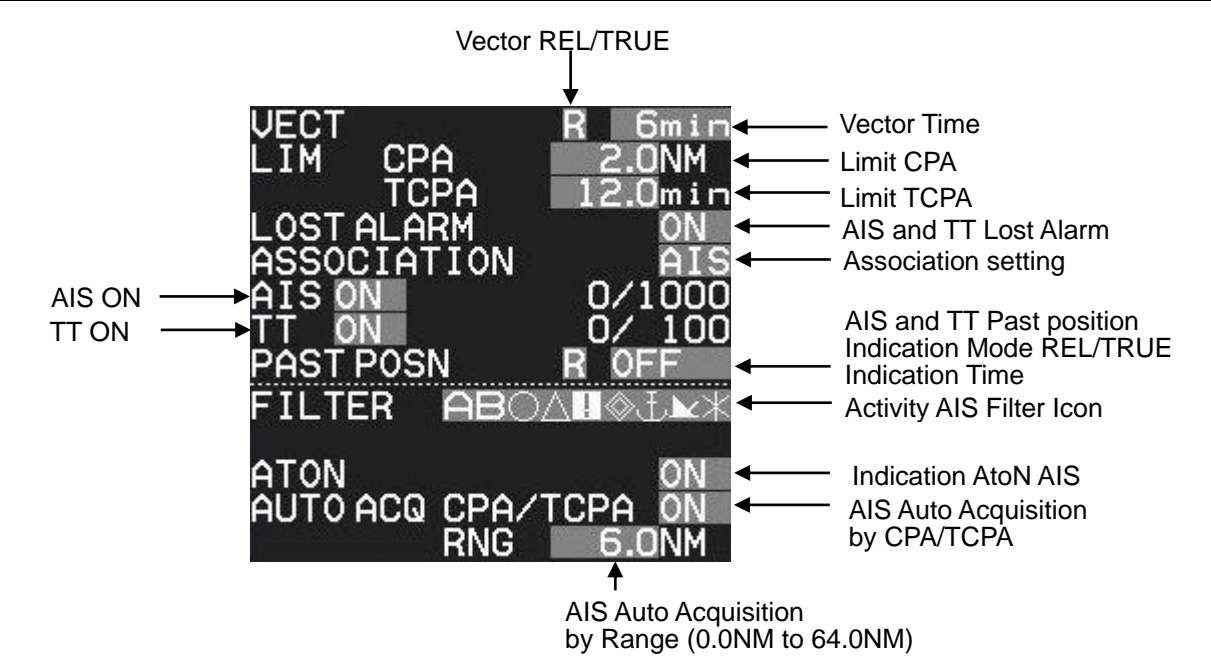 Vector REL/TRUE
VECT R 6min
Vector Time
LIM CPA 2.0NM
Limit CPA
TCPA 12.0min
Limit TCPA
LOST ALARM ON
AIS and TT Lost Alarm
ASSOCIATION AIS
Association setting
AIS ON
AIS ON 0/1000
TT ON
TT ON 0/ 100
PAST POSN R OFF
AIS and TT Past position
Indication Mode REL/TRUE
Indication Time
FILTER AB
Activity AIS Filter Icon
ATON ON
Indication AtoN AIS
AUTO ACQ CPA/TCPA ON
AIS Auto Acquisition
by CPA/TCPA
RNG 6.0NM
AIS Auto Acquisition
by Range (0.0NM to 64.0NM)